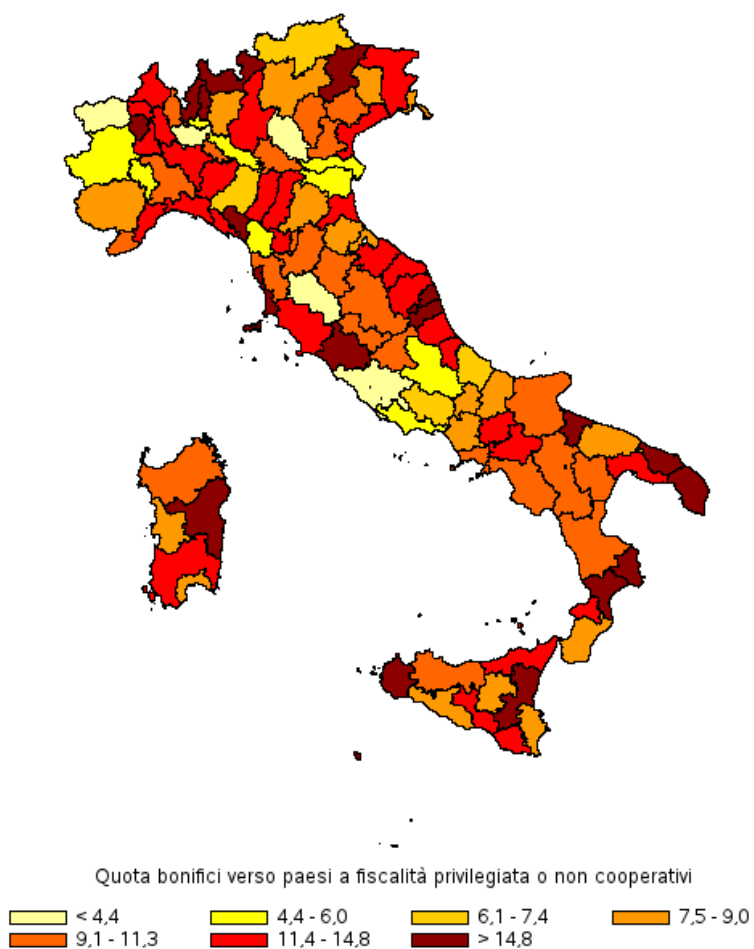 Quota bonifici verso paesi a fiscalità privilegiata o non cooperativi
< 4,4 4,4 - 6,0 6,1 - 7,4 7,5 - 9,0
9,1 - 11,3 11,4 - 14,8 > 14,8